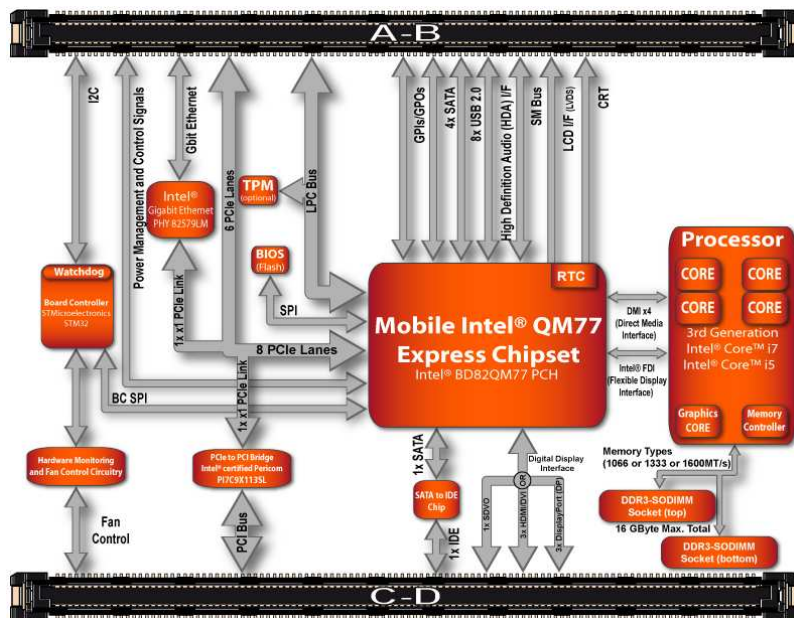 A-B
I2C
Power Management and Control Signals
Gbit Ethernet
6 PCIe Lanes
LPC Bus
GPIs/GPOs
4x SATA
8x USB 2.0
High Definition Audio (HDA) I/F
SM Bus
LCD I/F (LVDS)
CRT
Intel®
Gigabit Ethernet
PHY 82579LM
TPM
(optional)
BIOS
(Flash)
SPI
Watchdog
Board Controller
STMicroelectronics
STM32
1x x1 PCIe Link
8 PCIe Lanes
1x x1 PCIe Link
BC SPI
RTC
Mobile Intel® QM77
Express Chipset
Intel® BD82QM77 PCH
DMI x4
(Direct Media
Interface)
Intel® FDI
(Flexible Display
Interface)
Processor
CORE
CORE
CORE
CORE
3rd Generation
Intel® Core™ i7
Intel® Core™ i5
Graphics
CORE
Memory
Controller
Hardware Monitoring
and Fan Control Circuitry
Fan
Control
PCIe to PCI Bridge
Intel® certified Pericom
PI7C9X113SL
PCI Bus
1x SATA
SATA to IDE
Chip
1x IDE
Digital Display
Interface
OR
1x SDVO
3x HDMI/DVI
3x DisplayPort (DP)
Memory Types
(1066 or 1333 or 1600MT/s)
DDR3-SODIMM
Socket (top)
16 GByte Max. Total
DDR3-SODIMM
Socket (bottom)
C-D